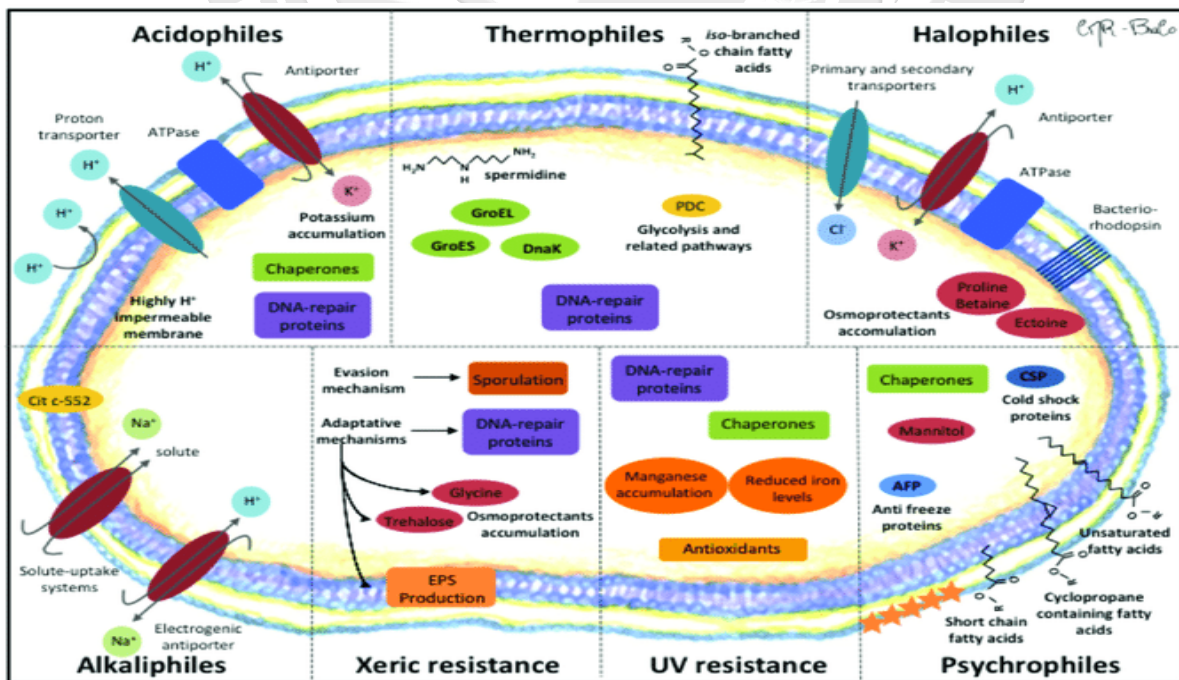 Acidophiles
H⁺
Antiporter
Proton
transporter
ATPase
H⁺
H⁺
H⁺
K⁺
Potassium
accumulation
Chaperones
DNA-repair
proteins
Highly H⁺
impermeable
membrane
Thermophiles
iso-branched
chain fatty
acids
R
O
O
H₂N
N
H
NH₂
spermidine
GroEL
GroES
DnaK
PDC
Glycolysis and
related pathways
DNA-repair
proteins
Halophiles
Primary and secondary
transporters
H⁺
Antiporter
ATPase
Bacterio-
rhodopsin
Cl⁻
K⁺
Proline
Betaine
Osmoprotectants
accomulation
Ectoine
Cit c-552
Na⁺
solute
H⁺
Solute-uptake
systems
Na⁺
Electrogenic
antiporter
Alkaliphiles
Evasion
mechanism
Sporulation
Adaptative
mechanisms
DNA-repair
proteins
Glycine
Trehalose
Osmoprotectants
accumulation
EPS
Production
Xeric resistance
DNA-repair
proteins
Chaperones
Manganese
accumulation
Reduced iron
levels
Antioxidants
UV resistance
Chaperones
CSP
Cold shock
proteins
Mannitol
AFP
Anti freeze
proteins
Unsaturated
fatty acids
Cyclopropane
containing fatty
acids
Short chain
fatty acids
Psychrophiles